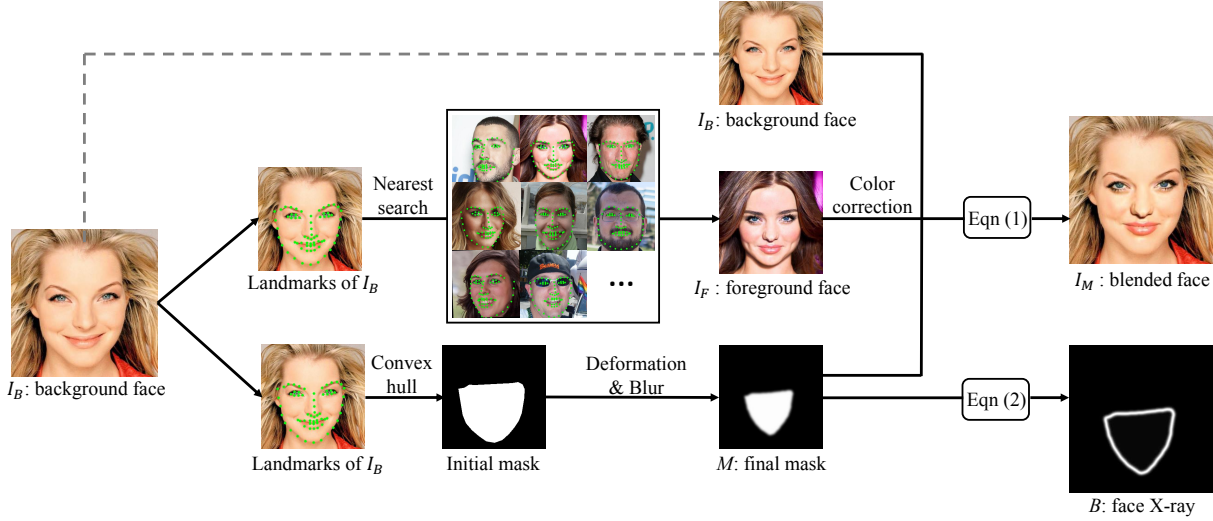 I_B: background face
Nearest
search
Color
correction
Eqn (1)
Landmarks of I_B
...
I_F : foreground face
I_M : blended face
I_B: background face
Convex
hull
Deformation
& Blur
Eqn (2)
Landmarks of I_B
Initial mask
M: final mask
B: face X-ray